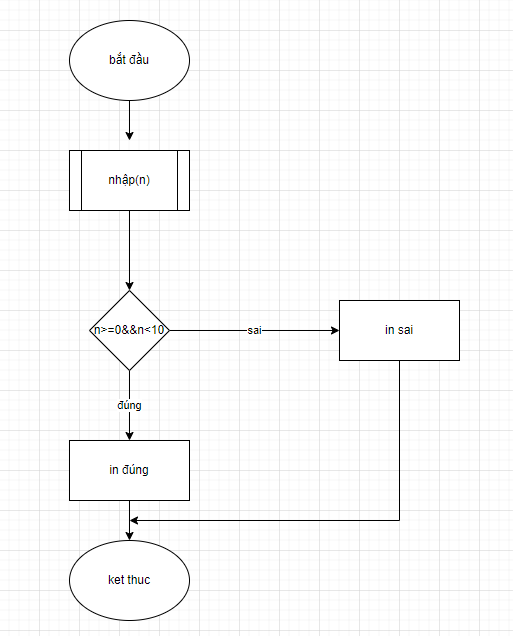 bắt đầu
nhập(n)
n>=0&&n<10
sai
in sai
đúng
in đúng
ket thuc